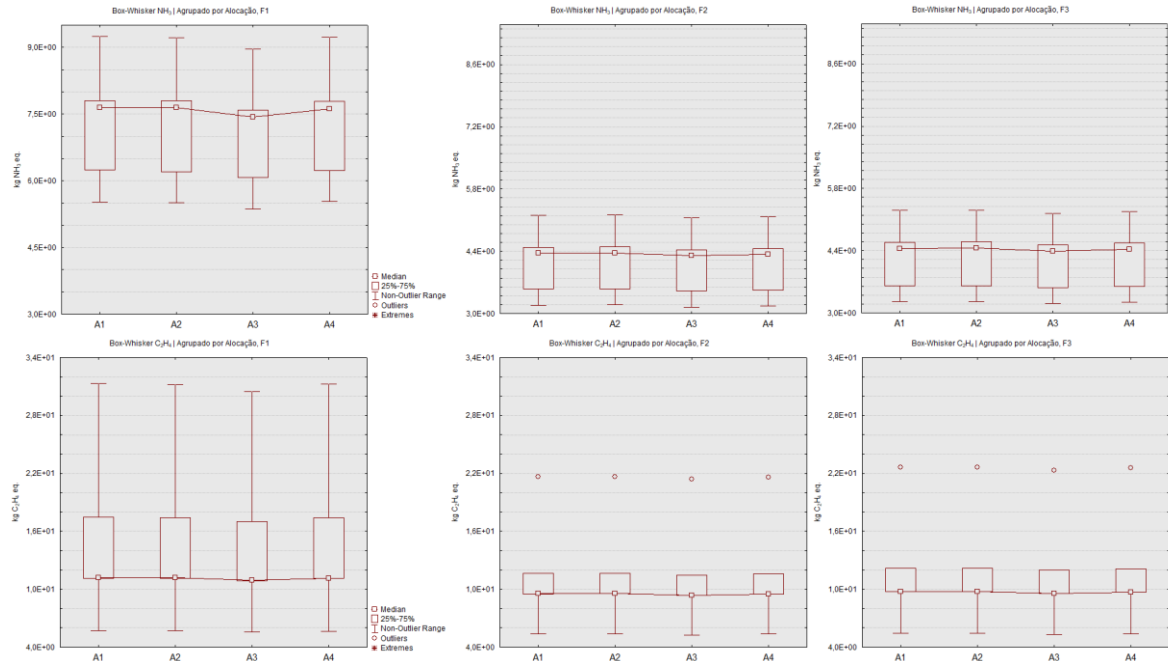 Box-Whisker NH₃ | Agrupado por Alocação, F1
9,0E+00
7,5E+00
6,0E+00
4,5E+00
3,0E+00
kg NH₃ eq.
A1 A2 A3 A4
Median
25%-75%
Non-Outlier Range
Outliers
Extremes
Box-Whisker NH₃ | Agrupado por Alocação, F2
8,6E+00
7,2E+00
5,8E+00
4,4E+00
3,0E+00
kg NH₃ eq.
A1 A2 A3 A4
Box-Whisker NH₃ | Agrupado por Alocação, F3
8,6E+00
7,2E+00
5,8E+00
4,4E+00
3,0E+00
kg NH₃ eq.
A1 A2 A3 A4
Box-Whisker C₂H₄ | Agrupado por Alocação, F1
3,4E+01
2,8E+01
2,2E+01
1,6E+01
1,0E+01
4,0E+00
kg C₂H₄ eq.
A1 A2 A3 A4
Median
25%-75%
Non-Outlier Range
Outliers
Extremes
Box-Whisker C₂H₄ | Agrupado por Alocação, F2
3,4E+01
2,8E+01
2,2E+01
1,6E+01
1,0E+01
4,0E+00
kg C₂H₄ eq.
A1 A2 A3 A4
Box-Whisker C₂H₄ | Agrupado por Alocação, F3
3,4E+01
2,8E+01
2,2E+01
1,6E+01
1,0E+01
4,0E+00
kg C₂H₄ eq.
A1 A2 A3 A4